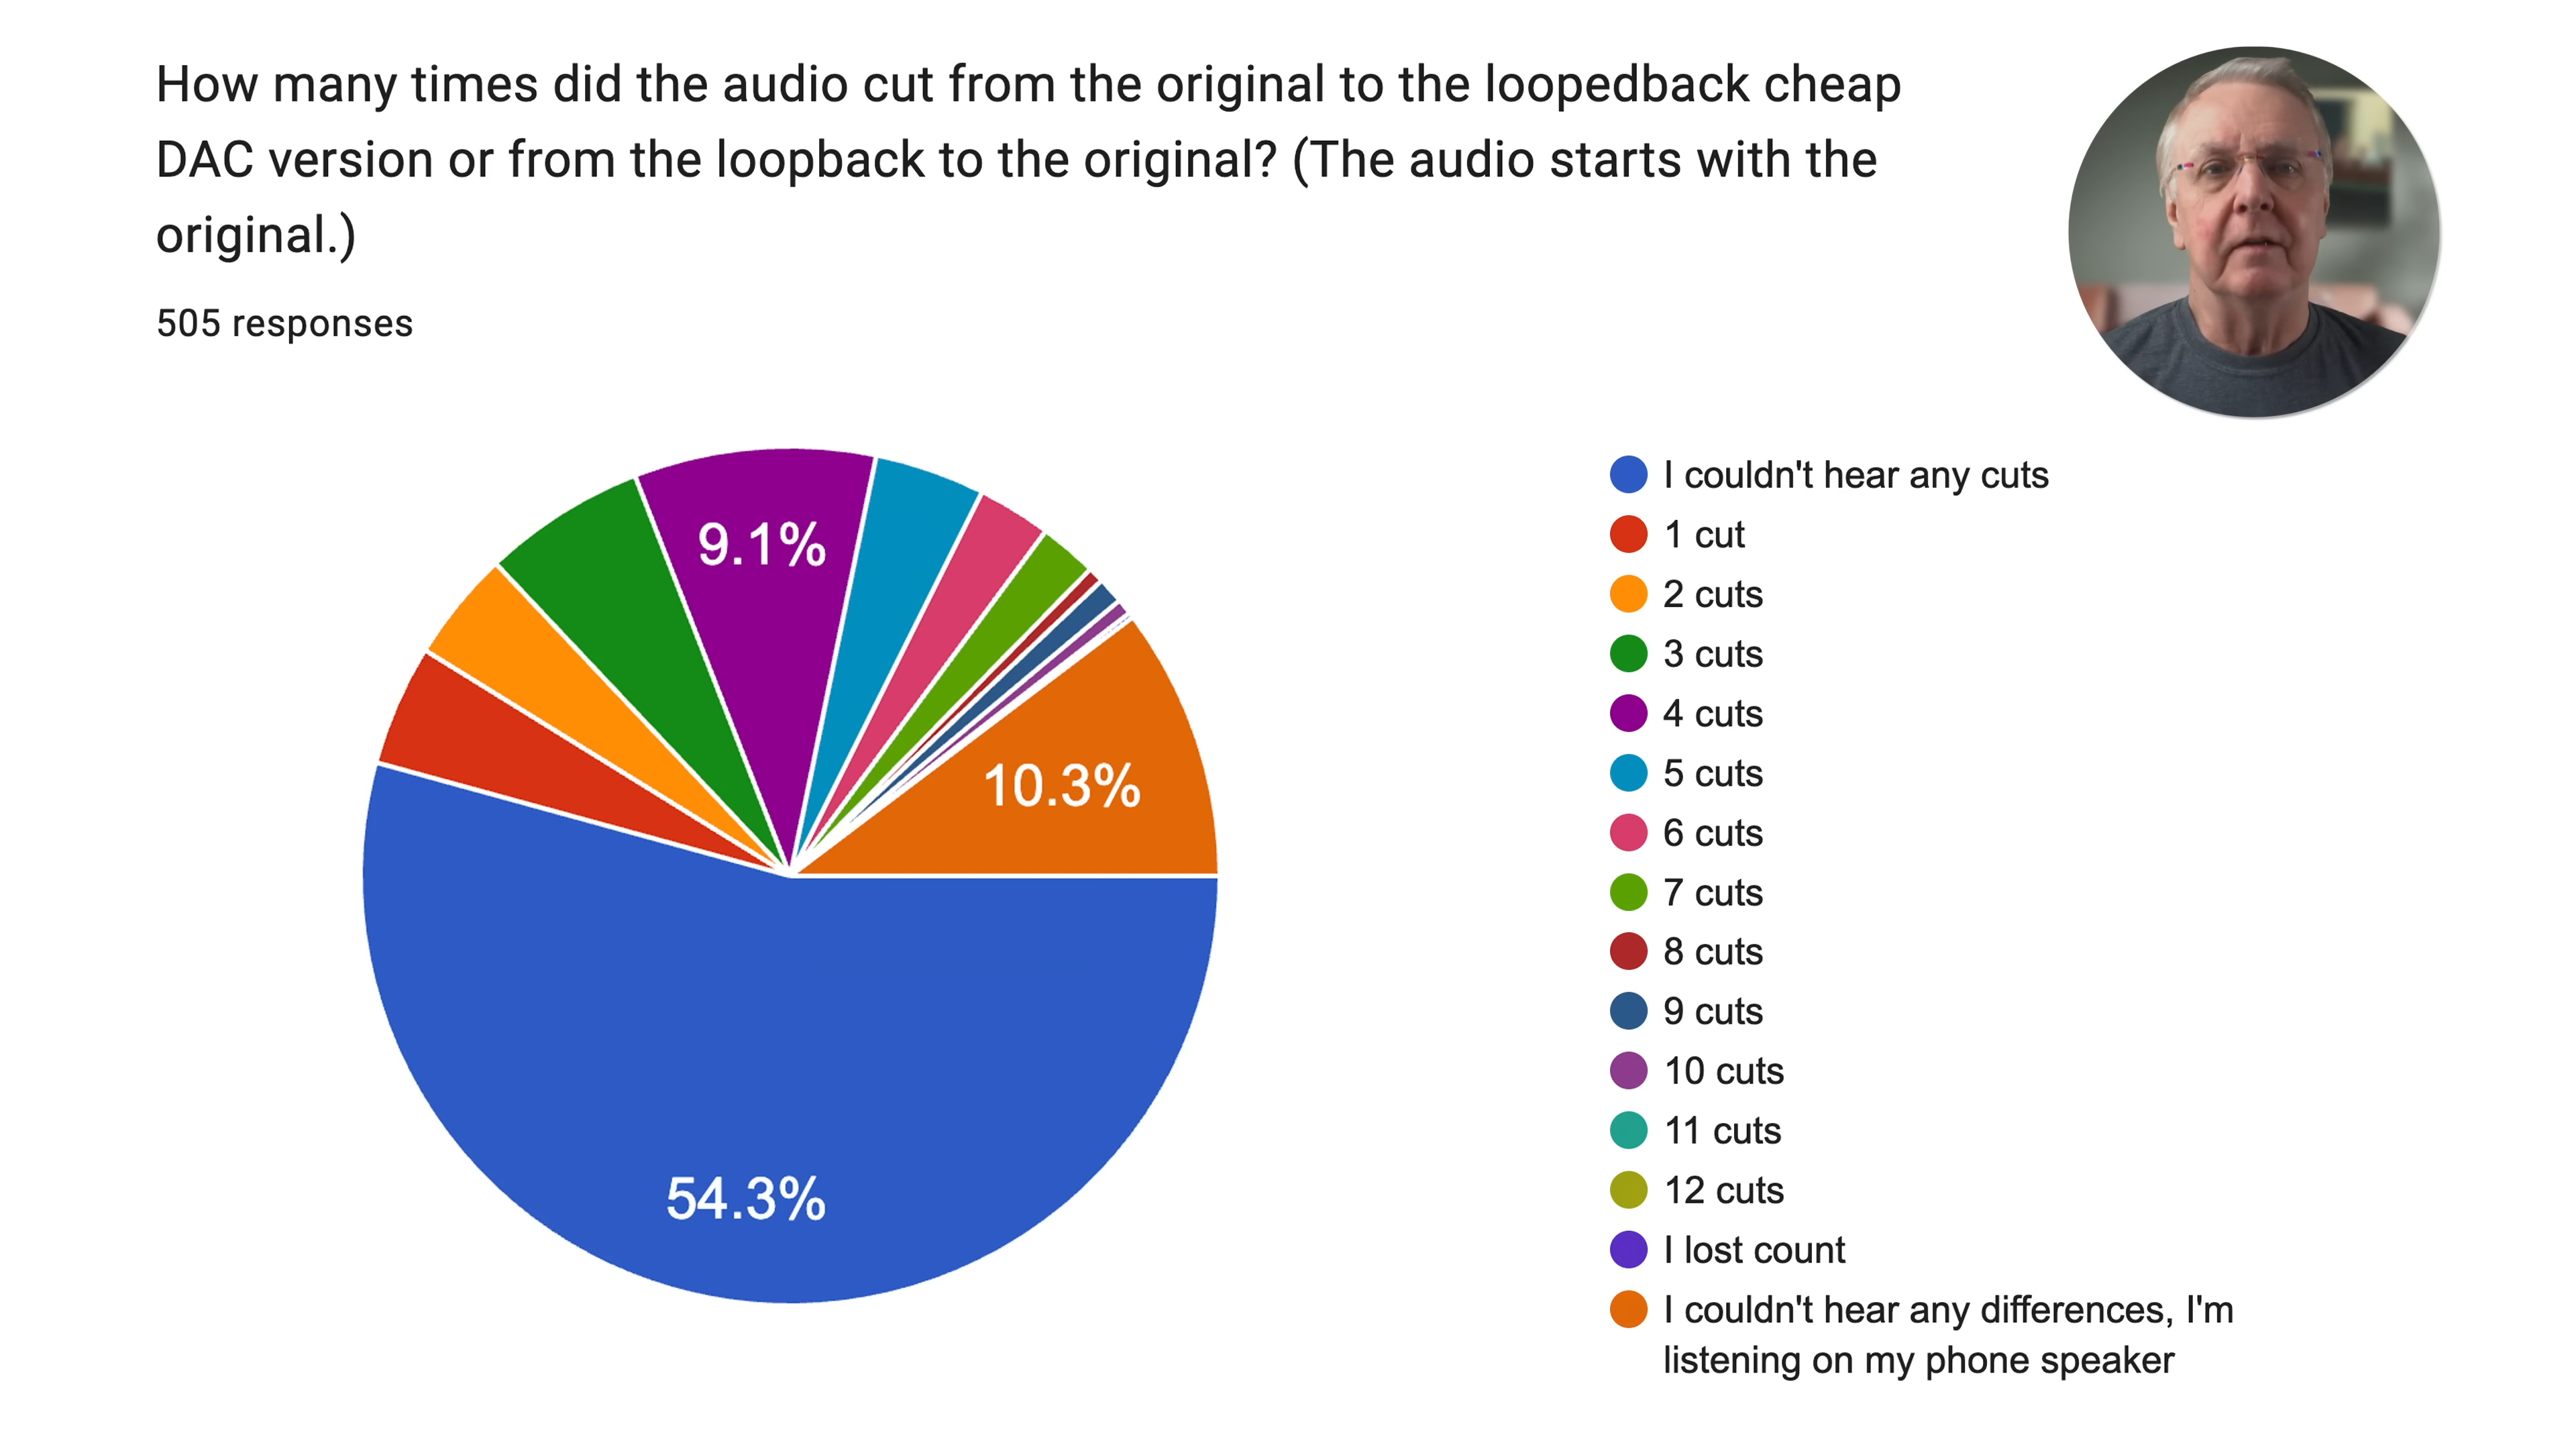 How many times did the audio cut from the original to the loopedback cheap
DAC version or from the loopback to the original? (The audio starts with the
original.)
505 responses
9.1%
10.3%
54.3%
I couldn't hear any cuts
1 cut
2 cuts
3 cuts
4 cuts
5 cuts
6 cuts
7 cuts
8 cuts
9 cuts
10 cuts
11 cuts
12 cuts
I lost count
I couldn't hear any differences, I'm
listening on my phone speaker